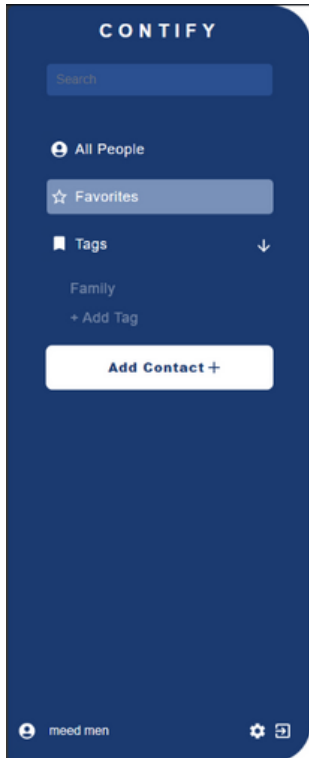 CONTIFY
Search
All People
Favorites
Tags
Family
+ Add Tag
Add Contact +
meed men